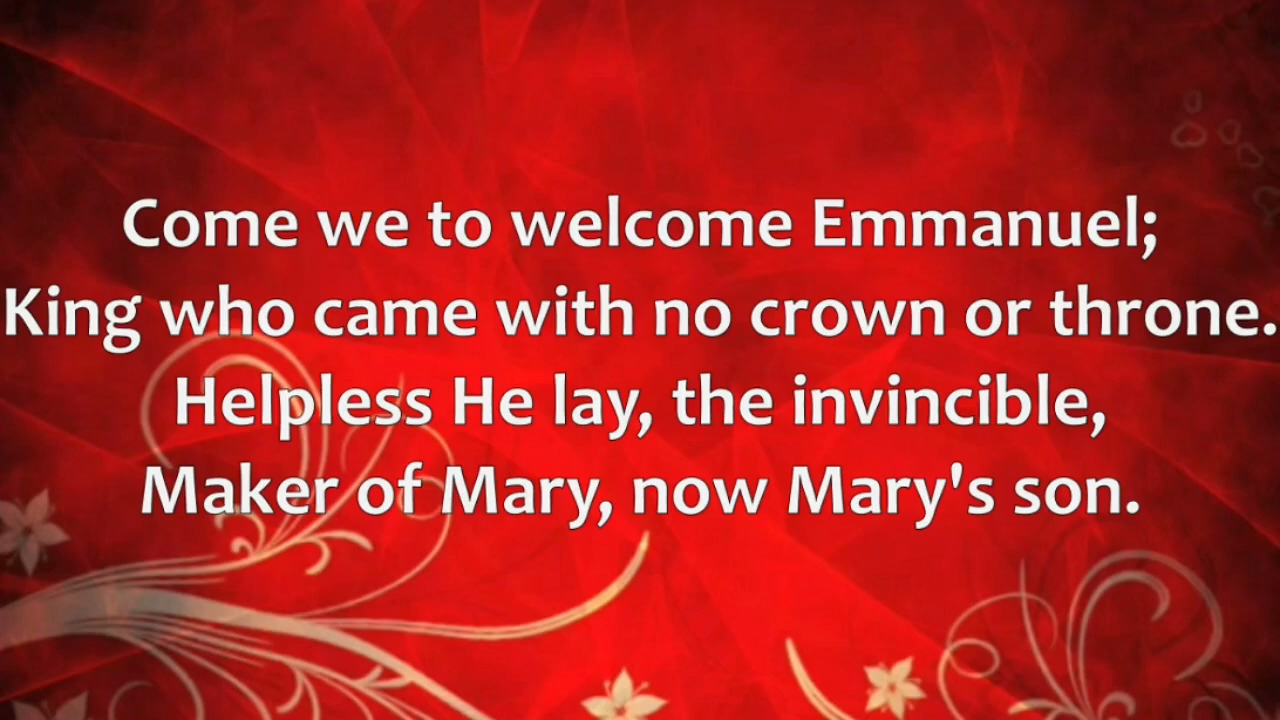 Come we to welcome Emmanuel;
King who came with no crown or throne.
Helpless He lay, the invincible,
Maker of Mary, now Mary's son.